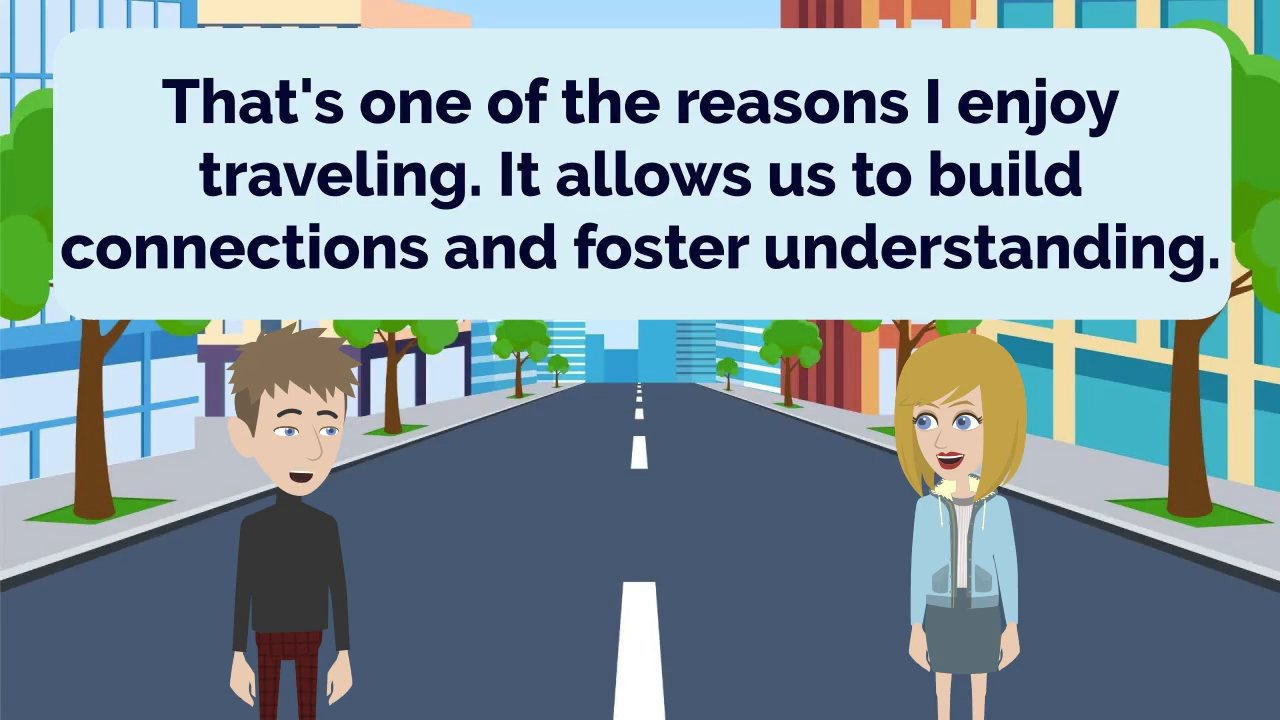 That's one of the reasons I enjoy
traveling. It allows us to build
connections and foster understanding.